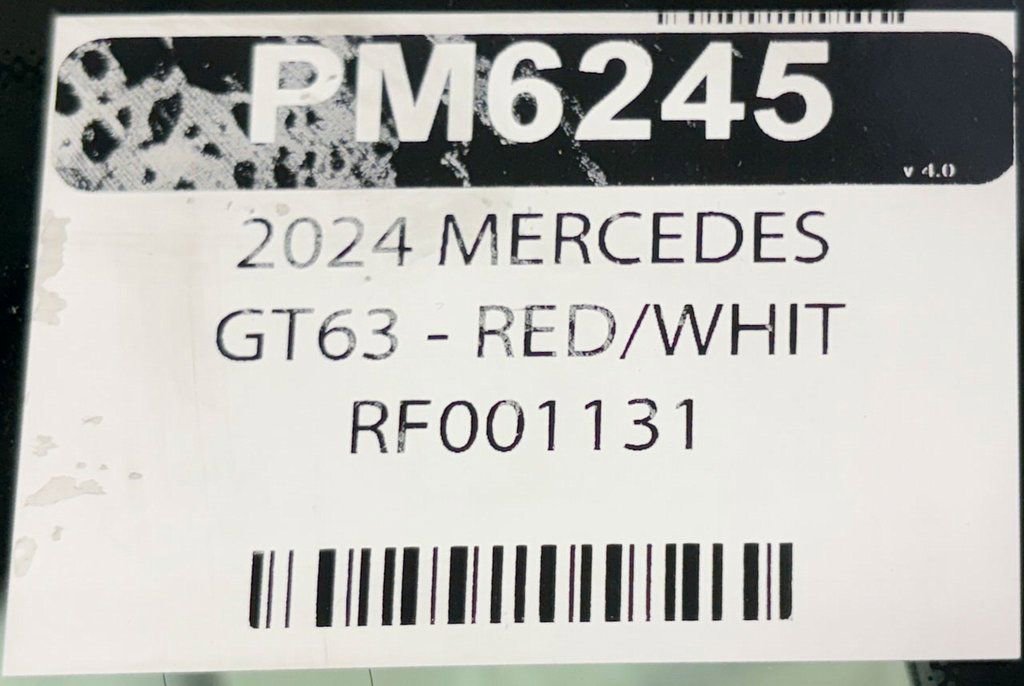 PM6245
v 4.0
2024 MERCEDES
GT63 - RED/WHIT
RF001131